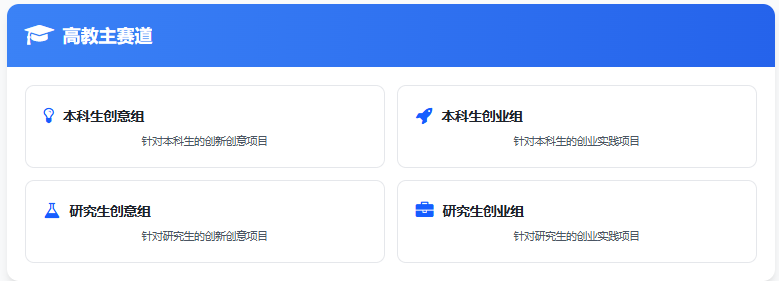 高教主赛道
本科生创意组
针对本科生的创新创意项目
本科生创业组
针对本科生的创业实践项目
研究生创意组
针对研究生的创新创意项目
研究生创业组
针对研究生的创业实践项目